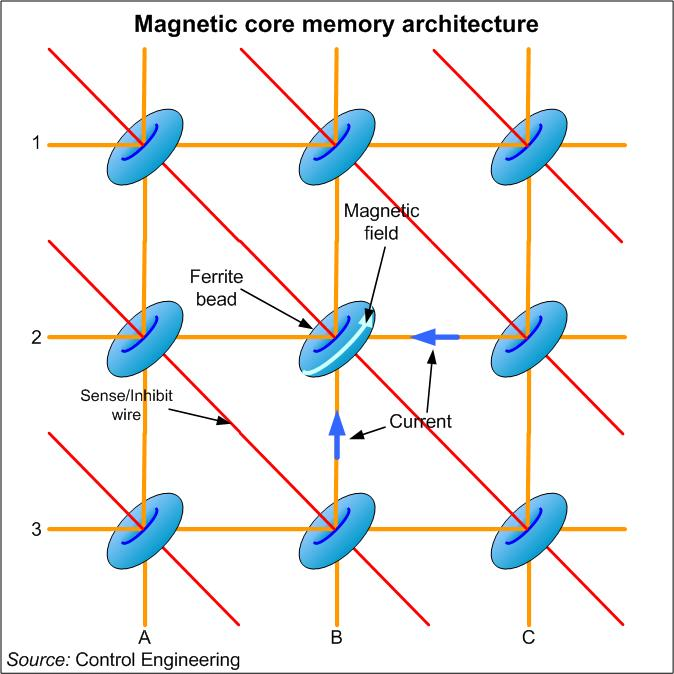 Magnetic core memory architecture
1
Magnetic
field
Ferrite
bead
2
Sense/Inhibit
wire
Current
3
A
B
C
Source: Control Engineering